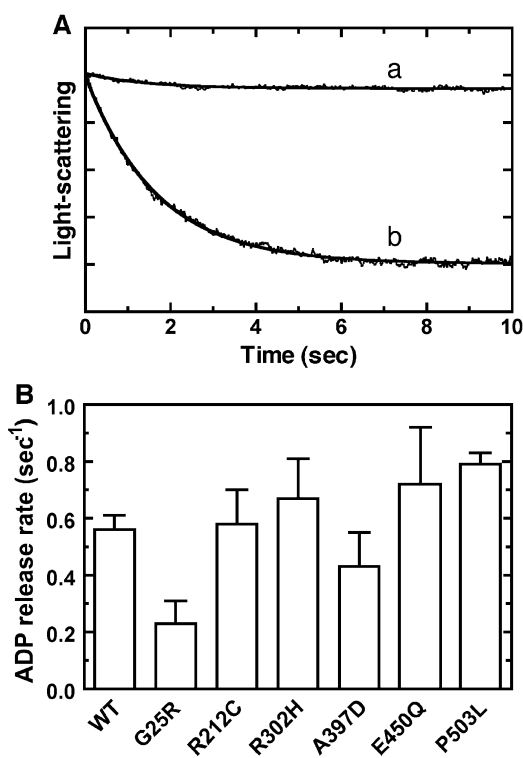 A
a
b
Light-scattering
0 2 4 6 8 10
Time (sec)
B
1.0
0.8
0.6
0.4
0.2
0.0
ADP release rate (sec-1)
WT G25R R212C R302H A397D E450Q P503L